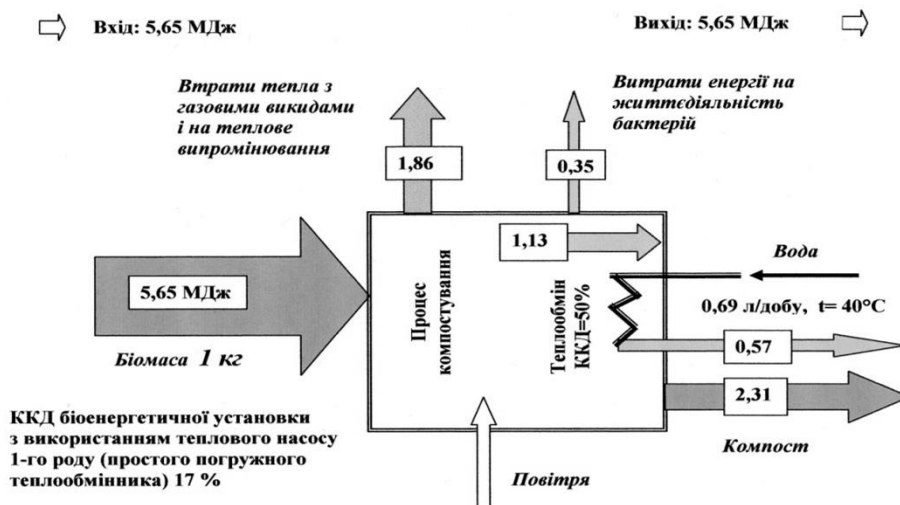 Вхід: 5,65 МДж
Вихід: 5,65 МДж
Втрати тепла з
газовими викидами
і на теплове
випромінювання
Витрати енергії на
життєдіяльність
бактерій
1,86
0,35
1,13
Вода
5,65 МДж
Процес
компостування
Теплообмін
ККД=50%
0,69 л/добу, t= 40°C
0,57
Біомаса 1 кг
2,31
Компост
ККД біоенергетичної установки
з використанням теплового насосу
1-го роду (простого погружного
теплообмінника) 17 %
Повітря